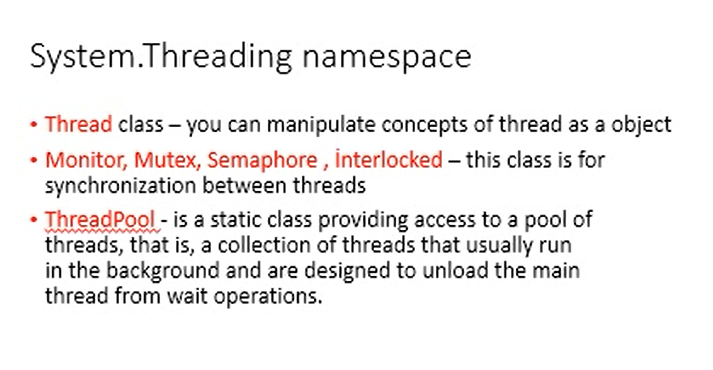 System.Threading namespace
• Thread class – you can manipulate concepts of thread as a object
• Monitor, Mutex, Semaphore , İnterlocked – this class is for
synchronization between threads
• ThreadPool - is a static class providing access to a pool of
threads, that is, a collection of threads that usually run
in the background and are designed to unload the main
thread from wait operations.